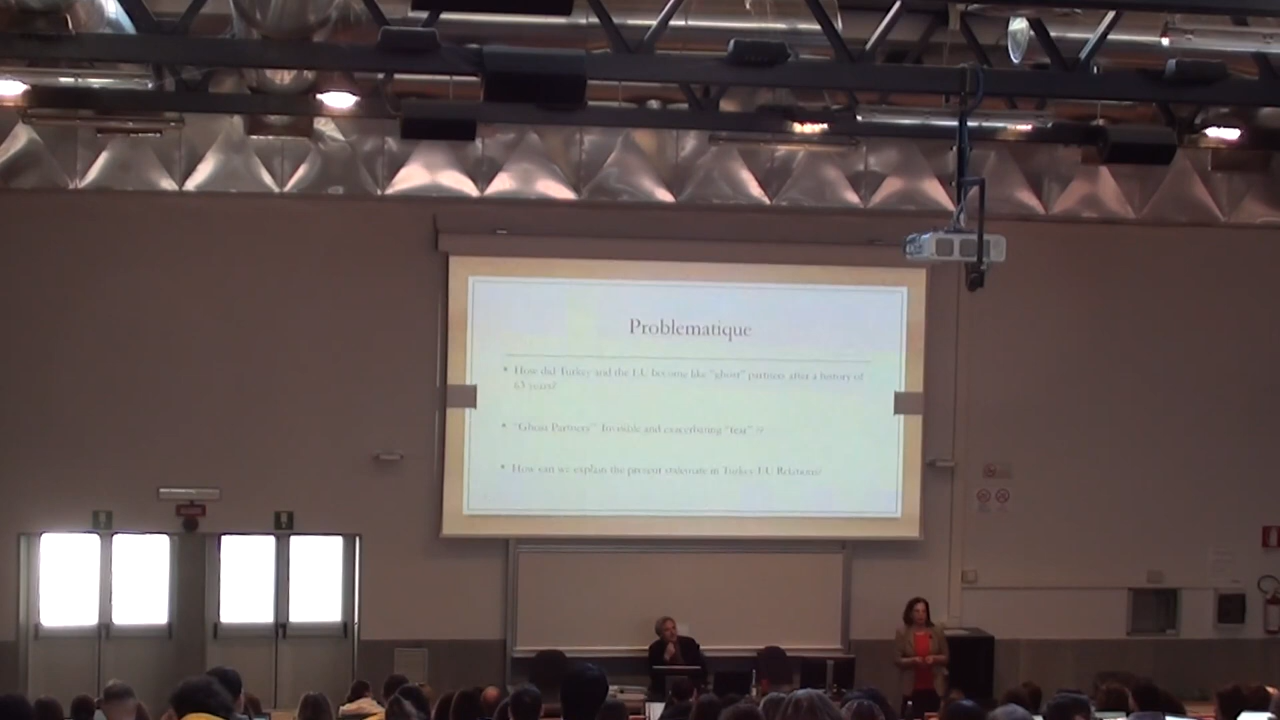 Problematique
• How did Turkey and the EU become like "ghost" partners after a history of
63 years?
• "Ghost Partners" Invisible and exacerbating "fear"
• How can we explain the present stalemate in Turkey-EU Relations?